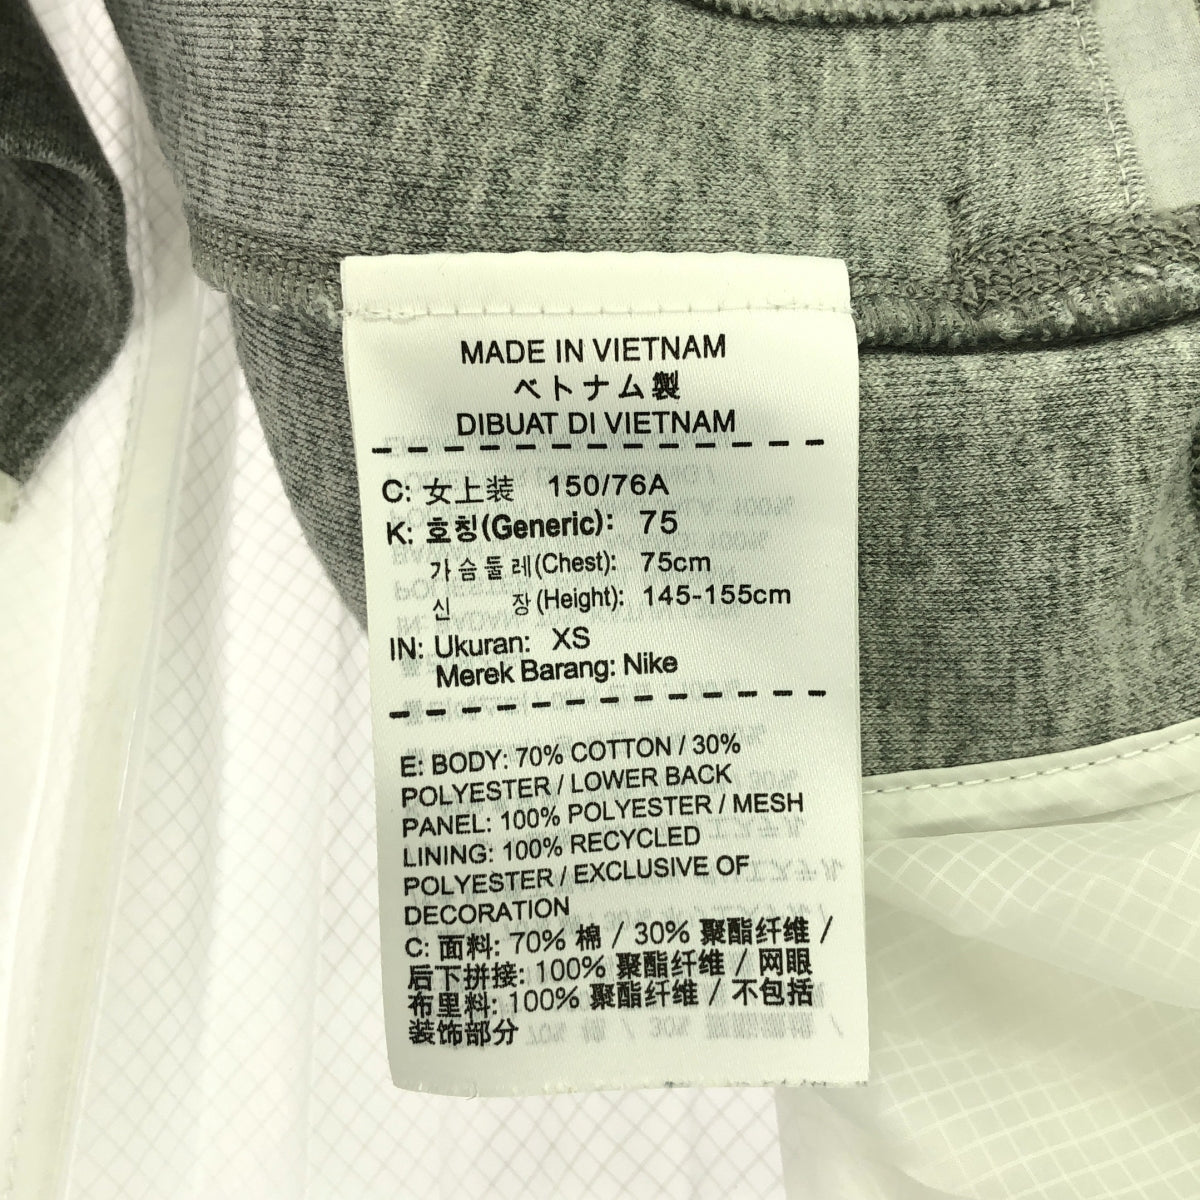 MADE IN VIETNAM
ベトナム製
DIBUAT DI VIETNAM
C: 女上装 150/76A
K: 호칭(Generic): 75
가슴둘레(Chest): 75cm
신 장(Height): 145-155cm
IN: Ukuran: XS
Merek Barang: Nike
E: BODY: 70% COTTON / 30%
POLYESTER / LOWER BACK
PANEL: 100% POLYESTER / MESH
LINING: 100% RECYCLED
POLYESTER / EXCLUSIVE OF
DECORATION
C: 面料: 70% 棉 / 30% 聚酯纤维 /
后下拼接: 100% 聚酯纤维 / 网眼
布里料: 100% 聚酯纤维 / 不包括
装饰部分